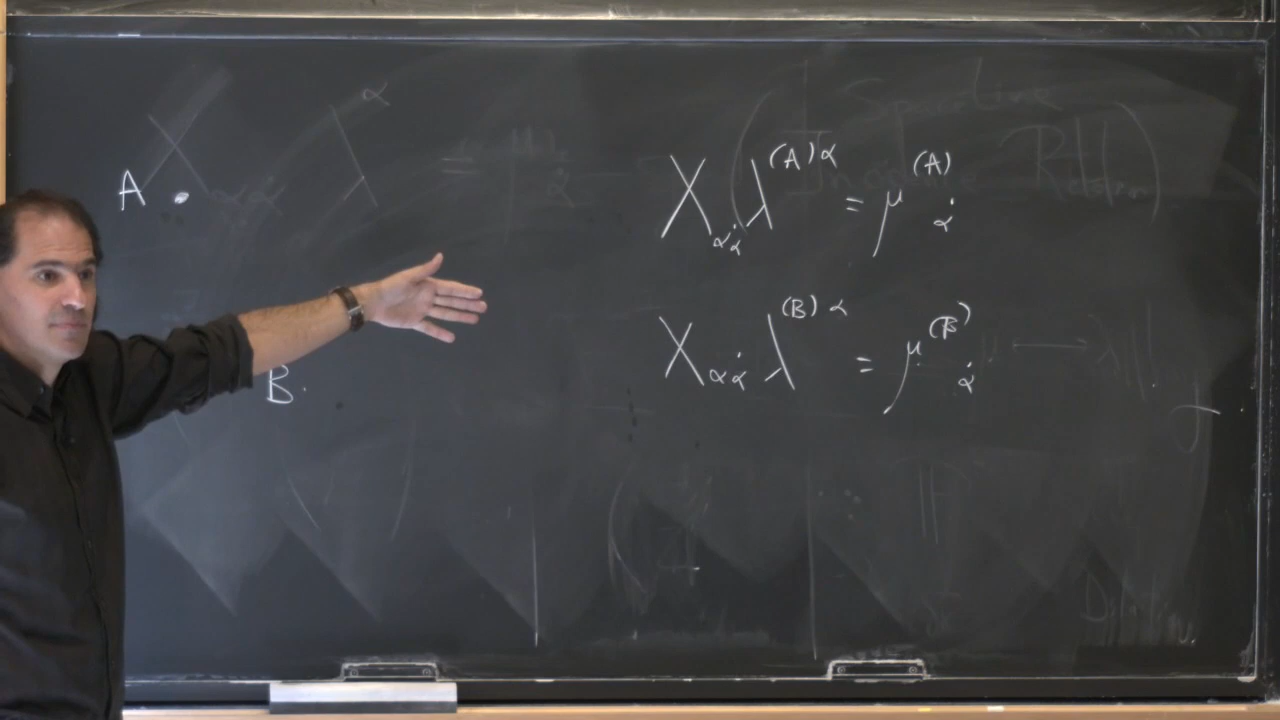 A .
B .
X_{αα̇} λ^{(A)α} = μ^{(A)}_{α̇}
X_{αα̇} λ^{(B)α} = μ^{(B)}_{α̇}